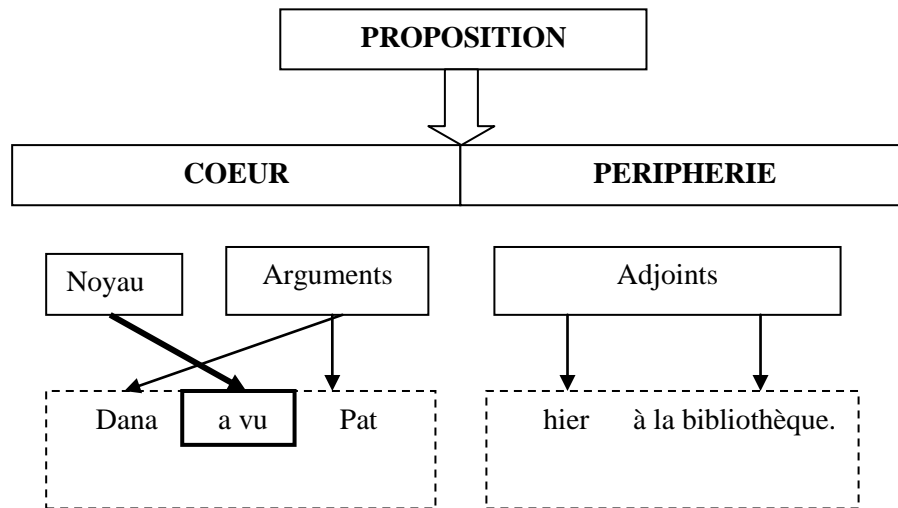 PROPOSITION
COEUR PERIPHERIE
Noyau Arguments Adjoints
Dana a vu Pat hier à la bibliothèque.